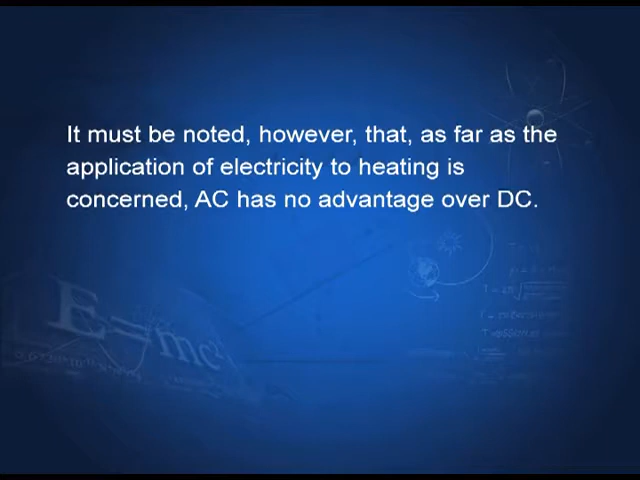 It must be noted, however, that, as far as the
application of electricity to heating is
concerned, AC has no advantage over DC.
E=mc²